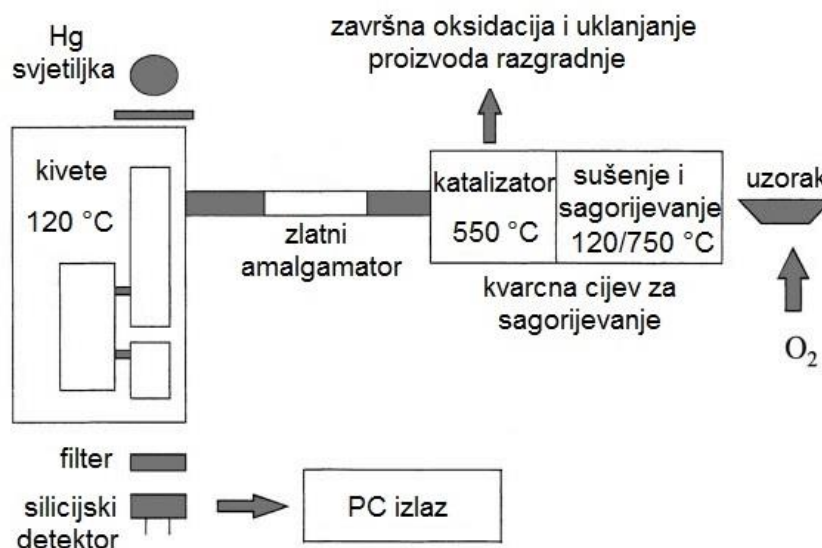 Hg
svjetiljka
završna oksidacija i uklanjanje
proizvoda razgradnje
kivete
120 °C
zlatni
amalgamator
katalizator
550 °C
sušenje i
sagorijevanje
120/750 °C
uzorak
kvarcna cijev za
sagorijevanje
O2
filter
silicijski
detektor
PC izlaz